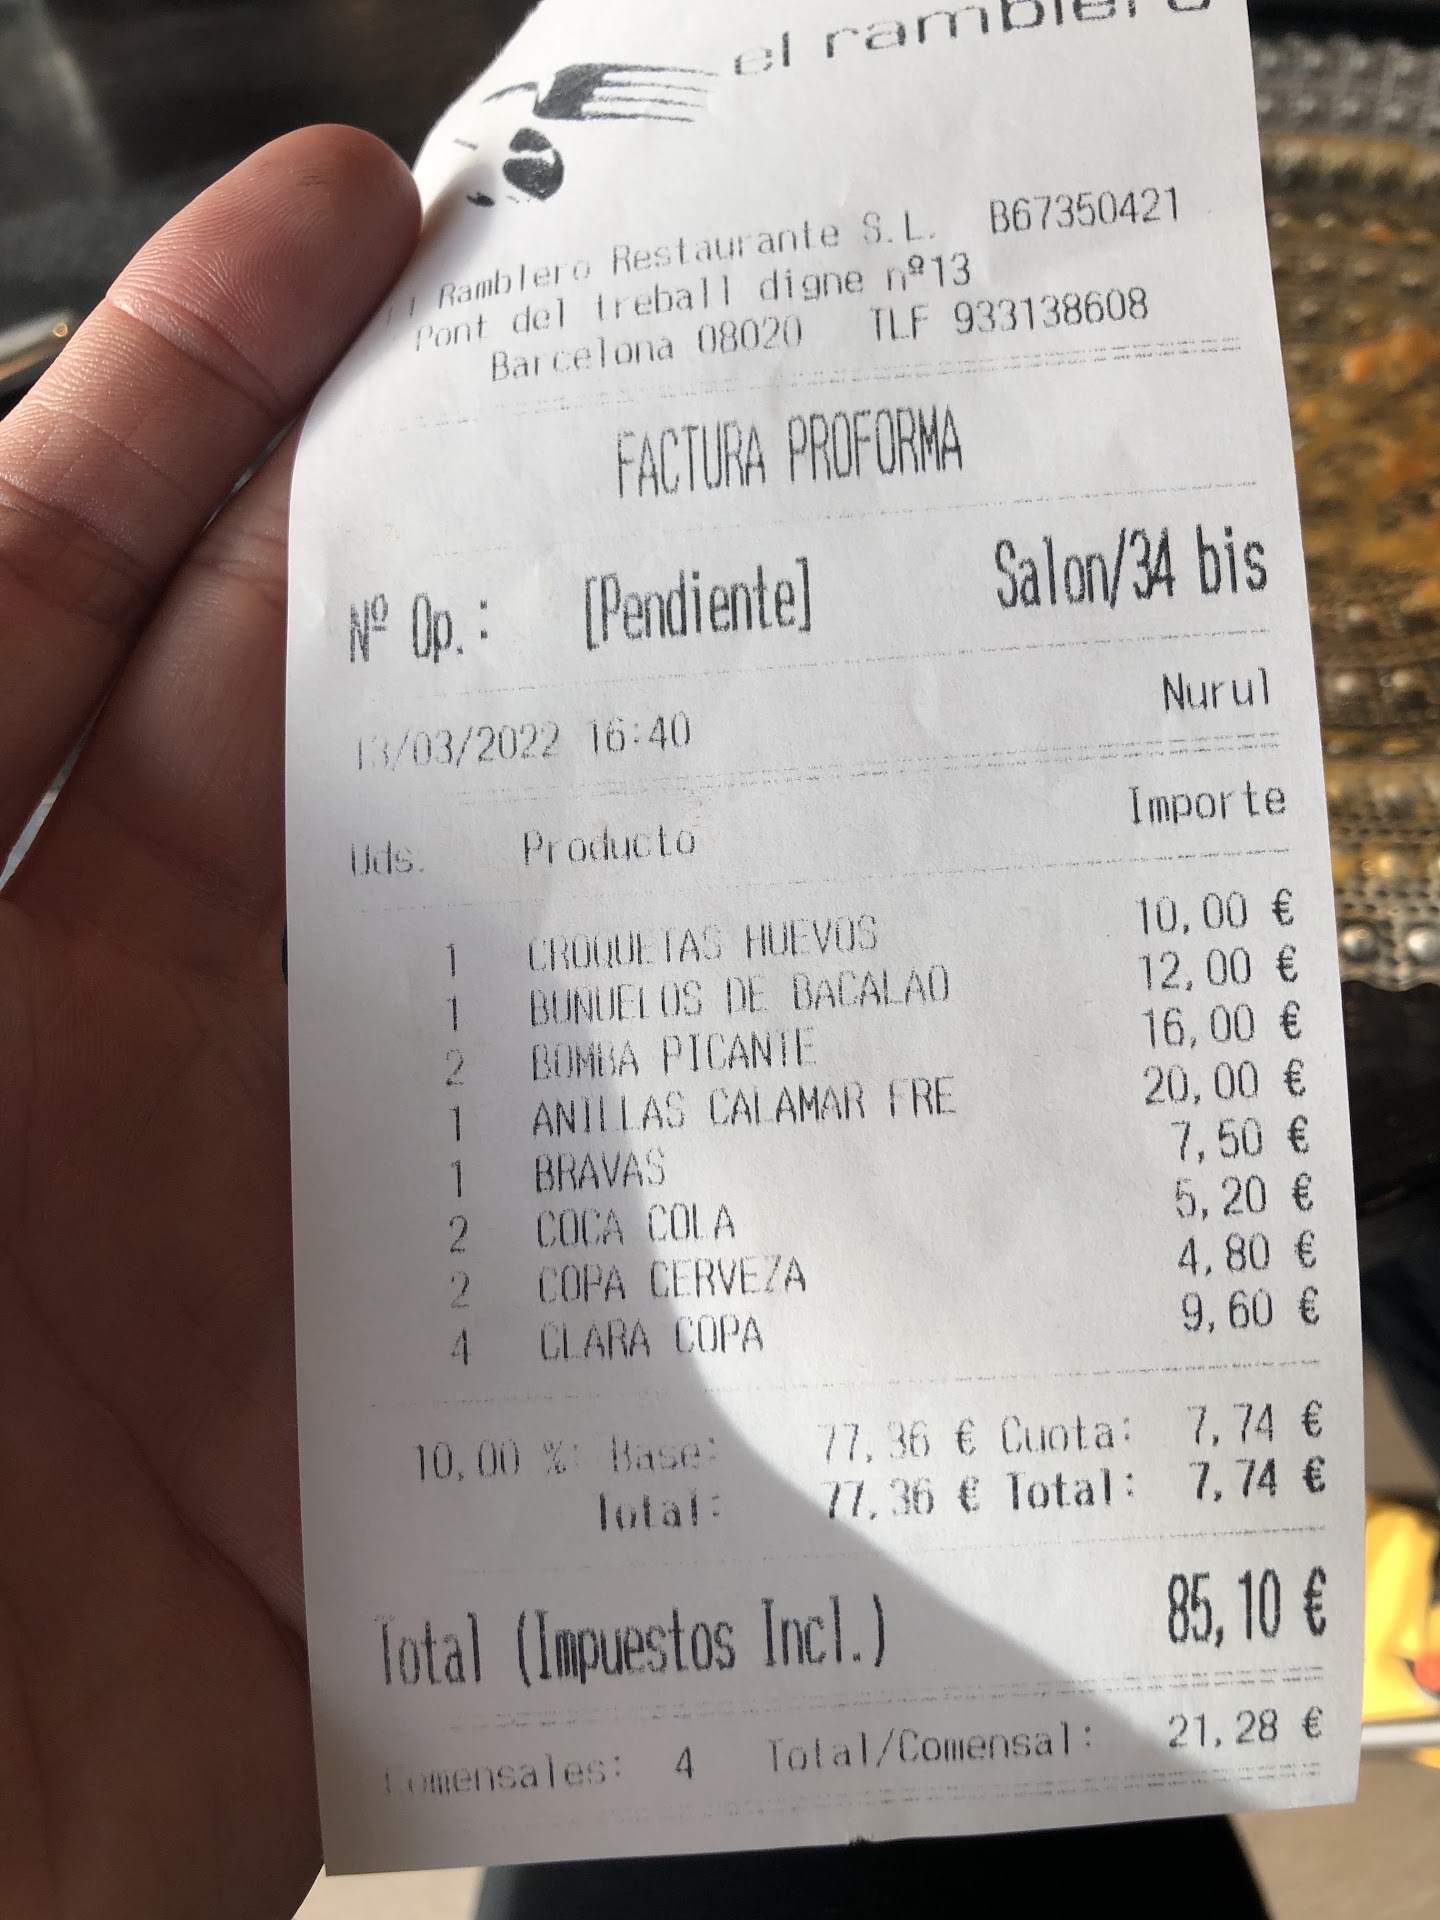 el ramblero
El Ramblero Restaurante S.L. B67350421
Pont del treball digne nº13
Barcelona 08020 TLF 933138608
FACTURA PROFORMA
Nº Op.: [Pendiente] Salon/34 bis
13/03/2022 16:40 Nurul
Uds. Producto Importe
1 CROQUETAS HUEVOS 10,00 €
1 BUÑUELOS DE BACALAO 12,00 €
2 BOMBA PICANTE 16,00 €
1 ANILLAS CALAMAR FRE 20,00 €
1 BRAVAS 7,50 €
2 COCA COLA 5,20 €
2 COPA CERVEZA 4,80 €
4 CLARA COPA 9,60 €
10,00 %: Base: 77,36 € Cuota: 7,74 €
Total: 77,36 € Total: 7,74 €
Total (Impuestos Incl.) 85,10 €
Comensales: 4 Total/Comensal: 21,28 €